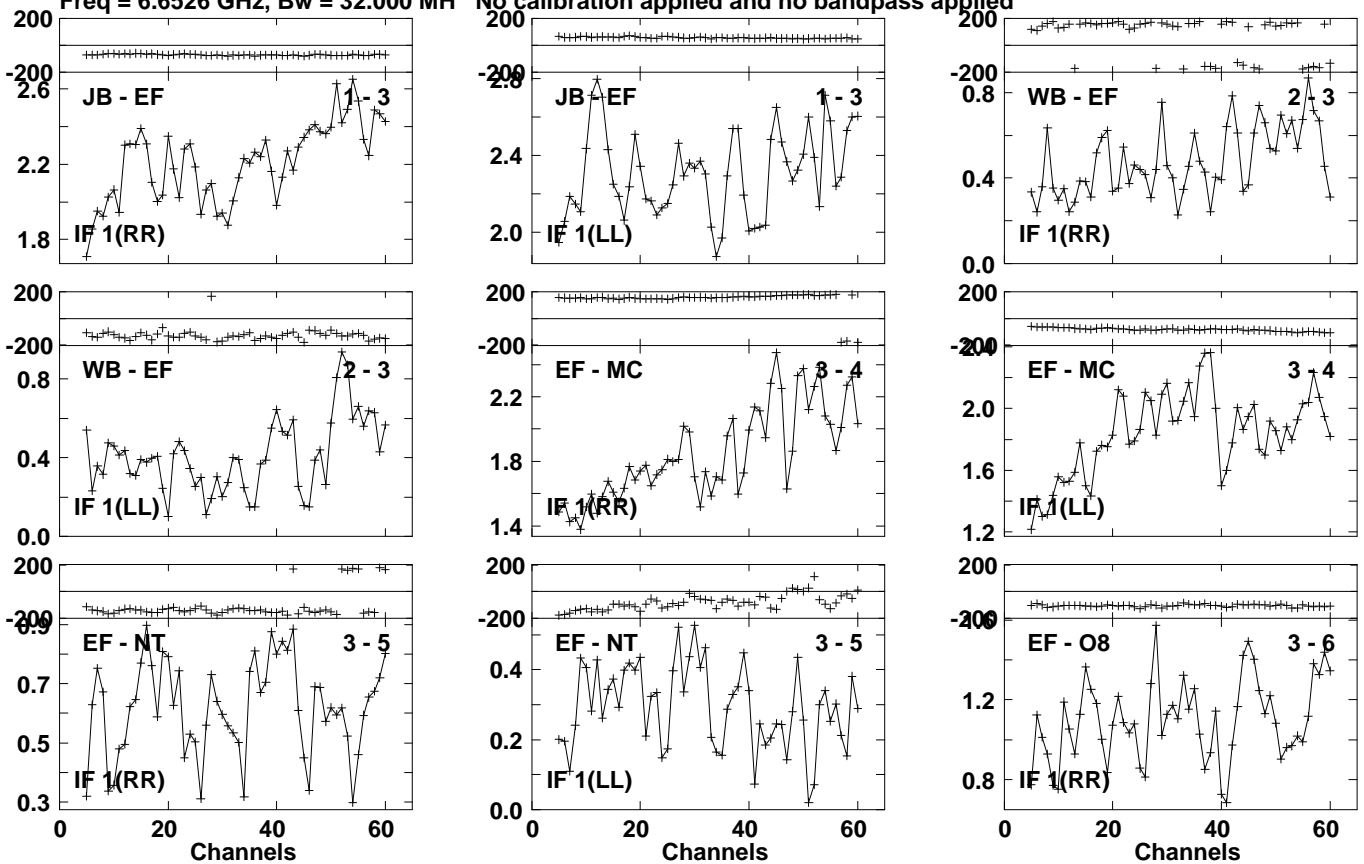 Freq = 6.6526 GHz, Bw = 32.000 MH No calibration applied and no bandpass applied
200
-200
2.6
2.2
1.8
JB - EF
1 - 3
IF 1(RR)
2.8
2.4
2.0
JB - EF
1 - 3
IF 1(LL)
200
-200
0.8
0.4
0.0
WB - EF
2 - 3
IF 1(RR)
200
-200
0.8
0.4
0.0
WB - EF
2 - 3
IF 1(LL)
200
-200
2.2
1.8
1.4
EF - MC
3 - 4
IF 1(RR)
200
-200
2.4
2.0
1.6
1.2
EF - MC
3 - 4
IF 1(LL)
200
-200
0.9
0.7
0.5
0.3
EF - NT
3 - 5
IF 1(RR)
0 20 40 60
Channels
200
-200
0.4
0.2
0.0
EF - NT
3 - 5
IF 1(LL)
0 20 40 60
Channels
200
-200
1.6
1.2
0.8
EF - O8
3 - 6
IF 1(RR)
0 20 40 60
Channels